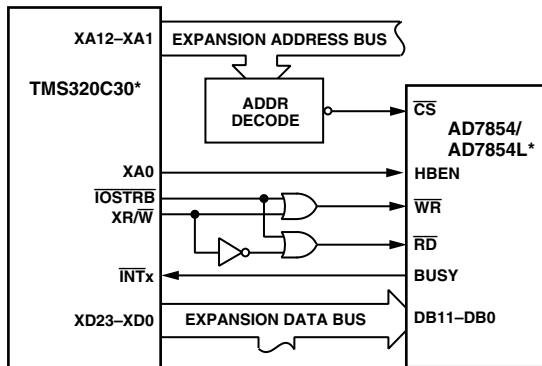 XA12–XA1
EXPANSION ADDRESS BUS
TMS320C30*
ADDR
DECODE
CS
AD7854/
AD7854L*
XA0
HBEN
IOSTRB
WR
XR/W
RD
INTx
BUSY
XD23–XD0
EXPANSION DATA BUS
DB11–DB0